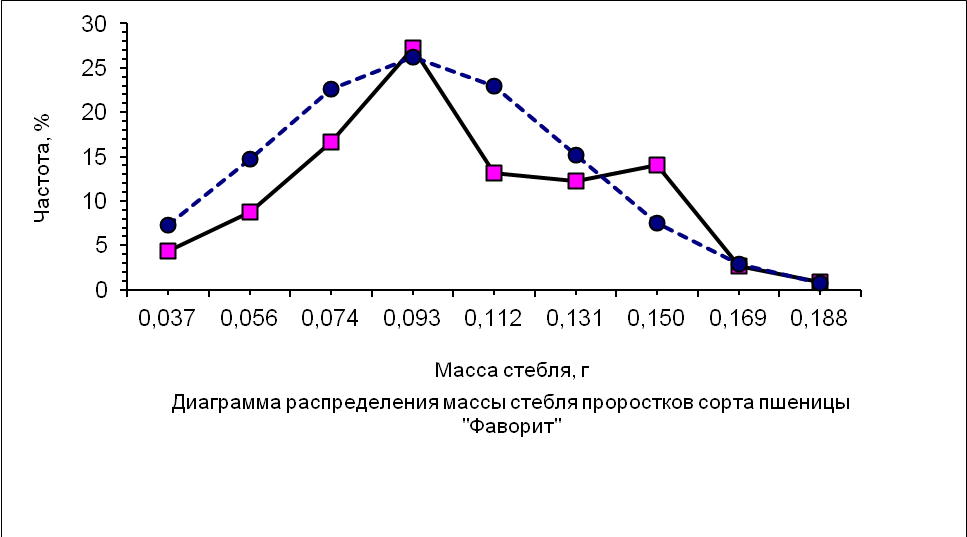 30
25
20
15
10
5
0
Частота, %
0,037 0,056 0,074 0,093 0,112 0,131 0,150 0,169 0,188
Масса стебля, г
Диаграмма распределения массы стебля проростков сорта пшеницы
"Фаворит"